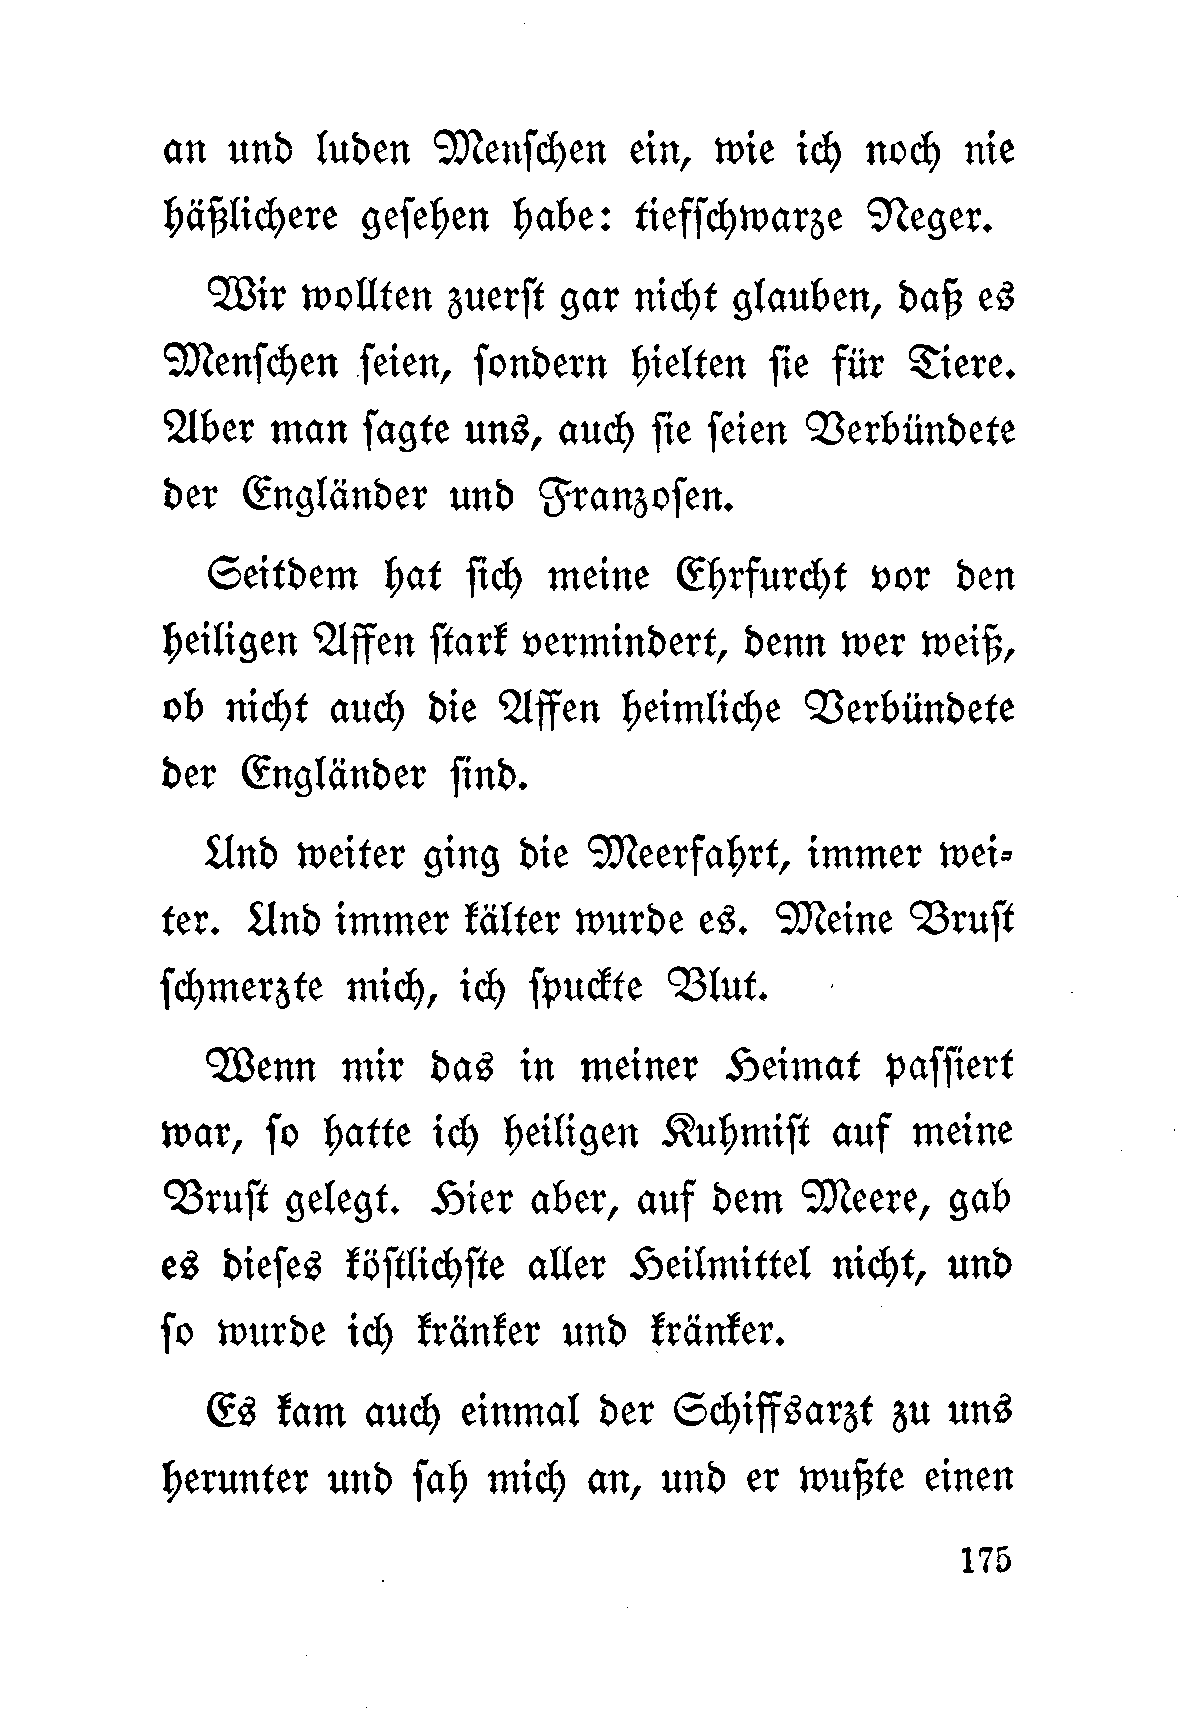 an und luden Menschen ein, wie ich noch nie
häßlichere gesehen habe: tiefschwarze Neger.
Wir wollten zuerst gar nicht glauben, daß es
Menschen seien, sondern hielten sie für Tiere.
Aber man sagte uns, auch sie seien Verbündete
der Engländer und Franzosen.
Seitdem hat sich meine Ehrfurcht vor den
heiligen Affen stark vermindert, denn wer weiß,
ob nicht auch die Affen heimliche Verbündete
der Engländer sind.
Und weiter ging die Meerfahrt, immer wei-
ter. Und immer kälter wurde es. Meine Brust
schmerzte mich, ich spuckte Blut.
Wenn mir das in meiner Heimat passiert
war, so hatte ich heiligen Kuhmist auf meine
Brust gelegt. Hier aber, auf dem Meere, gab
es dieses köstlichste aller Heilmittel nicht, und
so wurde ich kränker und kränker.
Es kam auch einmal der Schiffsarzt zu uns
herunter und sah mich an, und er wußte einen
175